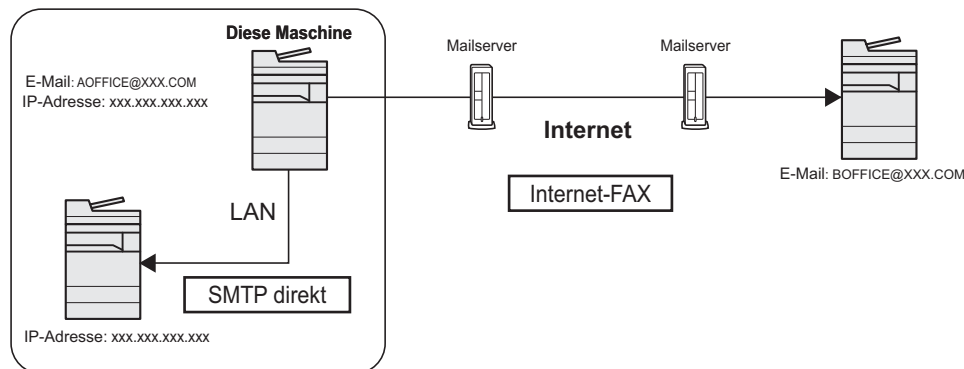 Diese Maschine
E-Mail: AOFFICE@XXX.COM
IP-Adresse: xxx.xxx.xxx.xxx
Mailserver
Mailserver
Internet
Internet-FAX
E-Mail: BOFFICE@XXX.COM
LAN
SMTP direkt
IP-Adresse: xxx.xxx.xxx.xxx